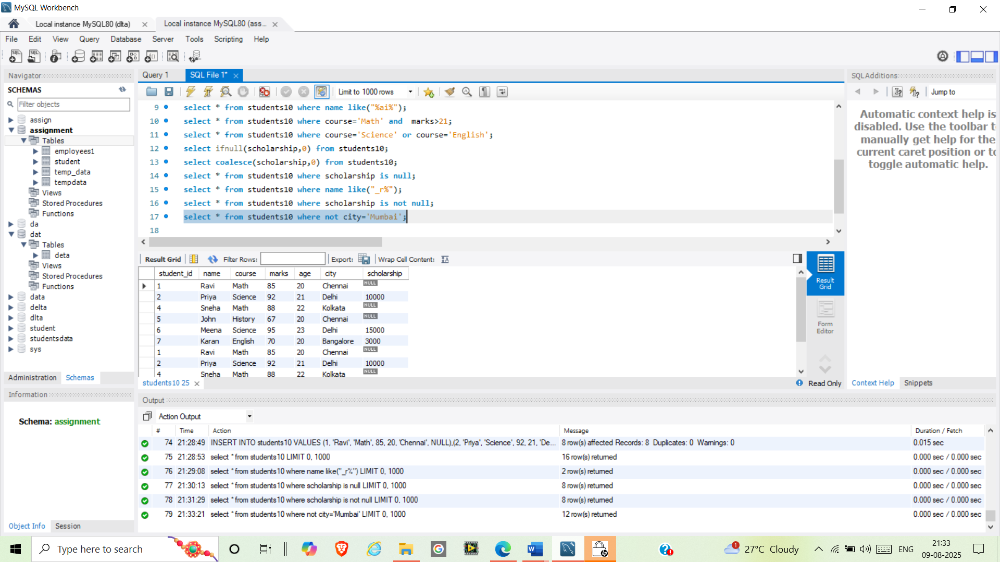 MySQL Workbench
Local instance MySQL80 (dlta)
Local instance MySQL80 (ass...
File Edit View Query Database Server Tools Scripting Help
Navigator
SCHEMAS
Filter objects
assign
assignment
Tables
employees1
student
temp_data
tempdata
Views
Stored Procedures
Functions
da
dat
Tables
deta
Views
Stored Procedures
Functions
data
delta
dlta
student
studentsdata
sys
Administration Schemas
Information
Schema: assignment
Object Info Session
Query 1 SQL File 1*
Limit to 1000 rows
9 select * from students10 where name like("%ai%");
10 select * from students10 where course='Math' and  marks>21;
11 select * from students10 where course='Science' or course='English';
12 select ifnull(scholarship,0) from students10;
13 select coalesce(scholarship,0) from students10;
14 select * from students10 where scholarship is null;
15 select * from students10 where name like("_r%");
16 select * from students10 where scholarship is not null;
17 select * from students10 where not city='Mumbai';
18
Result Grid Filter Rows: Export: Wrap Cell Content:
student_id name course marks age city scholarship
1 Ravi Math 85 20 Chennai NULL
2 Priya Science 92 21 Delhi 10000
4 Sneha Math 88 22 Kolkata NULL
5 John History 67 20 Chennai NULL
6 Meena Science 95 23 Delhi 15000
7 Karan English 70 20 Bangalore 3000
1 Ravi Math 85 20 Chennai NULL
2 Priya Science 92 21 Delhi 10000
4 Sneha Math 88 22 Kolkata NULL
Result
Grid
Form
Editor
students10 25
Read Only
SQLAdditions
Jump to
Automatic context help is
disabled. Use the toolbar t
manually get help for the
current caret position or to
toggle automatic help.
Context Help Snippets
Output
Action Output
# Time Action Message Duration / Fetch
74 21:28:49 INSERT INTO students10 VALUES (1, 'Ravi', 'Math', 85, 20, 'Chennai', NULL),(2, 'Priya', 'Science', 92, 21, 'De... 8 row(s) affected Records: 8  Duplicates: 0  Warnings: 0 0.015 sec
75 21:28:53 select * from students10 LIMIT 0, 1000 16 row(s) returned 0.000 sec / 0.000 sec
76 21:29:08 select * from students10 where name like("_r%") LIMIT 0, 1000 2 row(s) returned 0.000 sec / 0.000 sec
77 21:30:13 select * from students10 where scholarship is null LIMIT 0, 1000 8 row(s) returned 0.000 sec / 0.000 sec
78 21:31:29 select * from students10 where scholarship is not null LIMIT 0, 1000 8 row(s) returned 0.000 sec / 0.000 sec
79 21:33:21 select * from students10 where not city='Mumbai' LIMIT 0, 1000 12 row(s) returned 0.000 sec / 0.000 sec
Type here to search
1 27°C Cloudy
ENG
21:33
09-08-2025